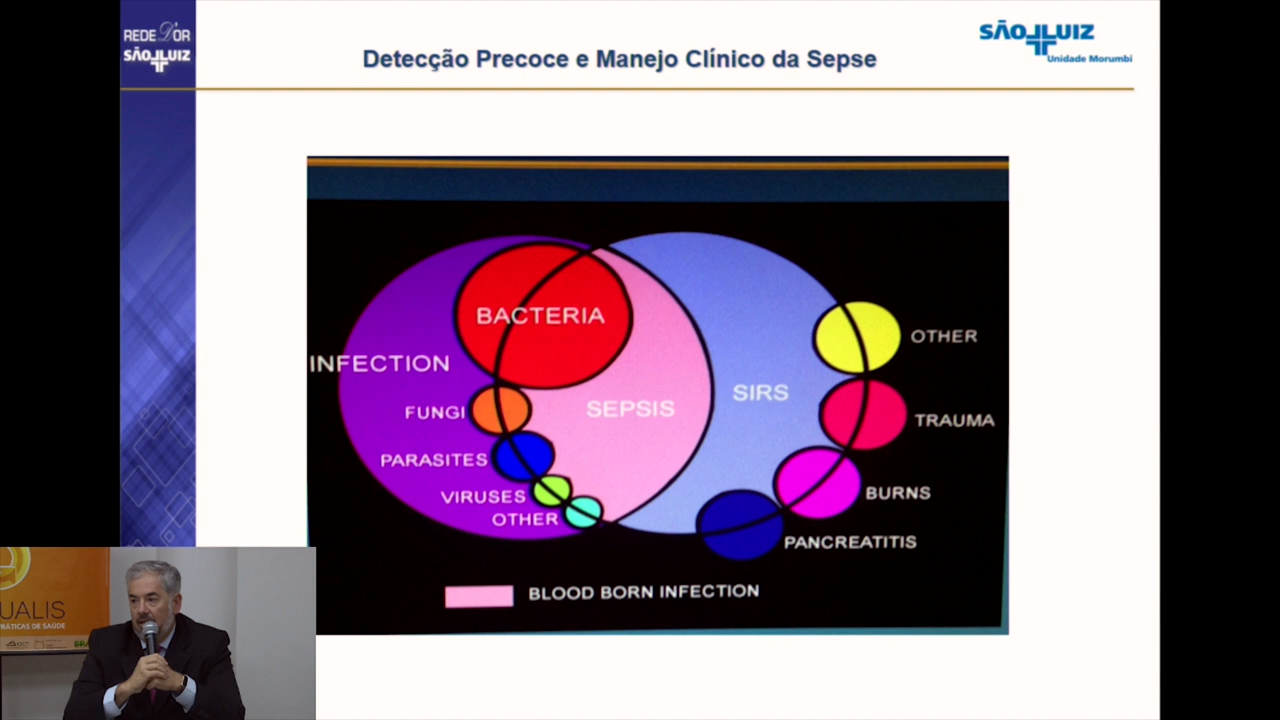 REDE D'OR
SÃO LUIZ
SÃO LUIZ
Unidade Morumbi
Detecção Precoce e Manejo Clínico da Sepse
BACTERIA
INFECTION
FUNGI
SEPSIS
SIRS
OTHER
TRAUMA
PARASITES
VIRUSES
OTHER
BURNS
PANCREATITIS
BLOOD BORN INFECTION
UALIS
PRÁTICAS DE SAÚDE